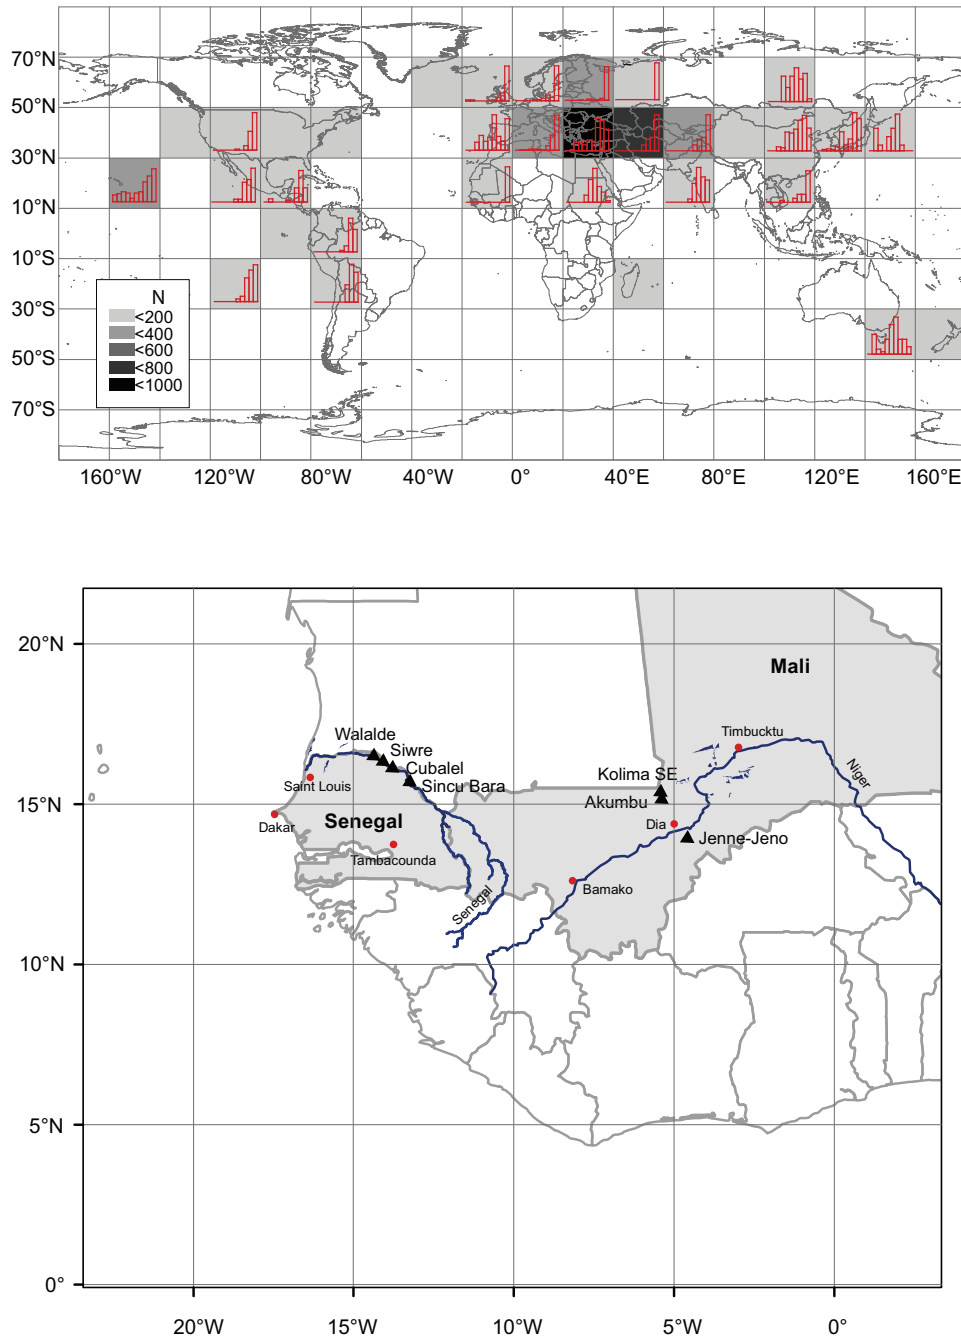 70°N
50°N
30°N
10°N
10°S
30°S
50°S
70°S
N
<200
<400
<600
<800
<1000
160°W
120°W
80°W
40°W
0°
40°E
80°E
120°E
160°E
20°N
15°N
10°N
5°N
0°
Mali
Timbucktu
Niger
Walalde
Siwre
Cubalel
Sincu Bara
Saint Louis
Kolima SE
Akumbu
Dakar
Senegal
Dia
Jenne-Jeno
Tambacounda
Bamako
Senegal
20°W
15°W
10°W
5°W
0°